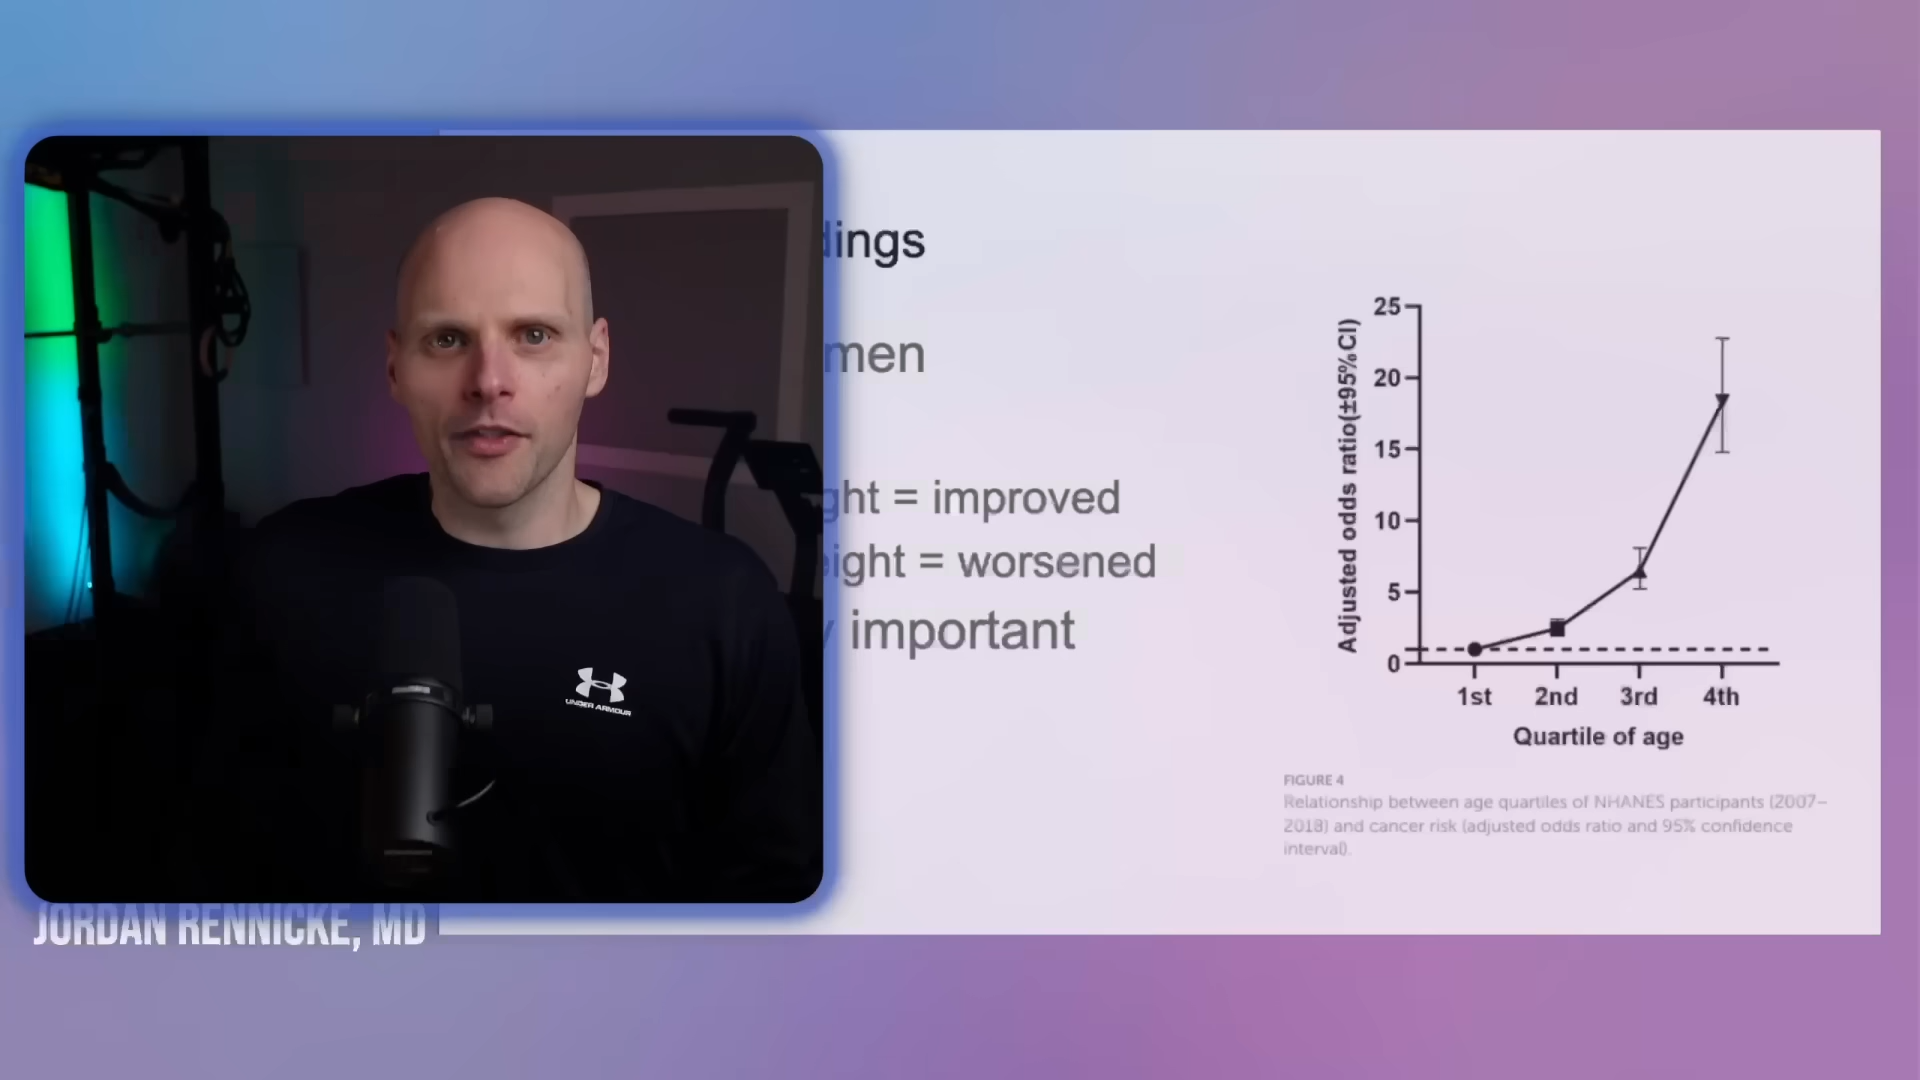 dings
men
ght = improved
eight = worsened
y important
UNDER ARMOUR
JORDAN RENNICKE, MD
Adjusted odds ratio(±95%CI)
25
20
15
10
5
0
1st 2nd 3rd 4th
Quartile of age
FIGURE 4
Relationship between age quartiles of NHANES participants (2007–
2018) and cancer risk (adjusted odds ratio and 95% confidence
interval).